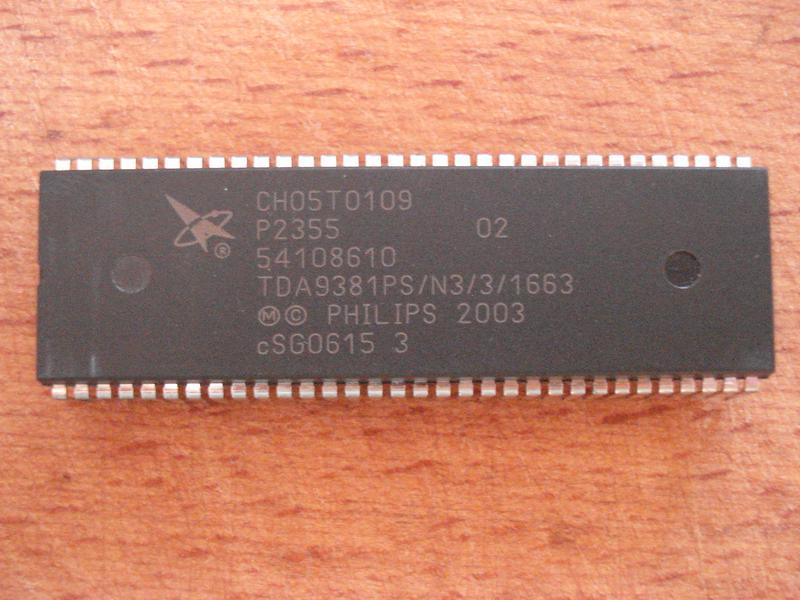 ®
CH05T0109
P2355 02
54108610
TDA9381PS/N3/3/1663
Ⓜ © PHILIPS 2003
cSG0615 3